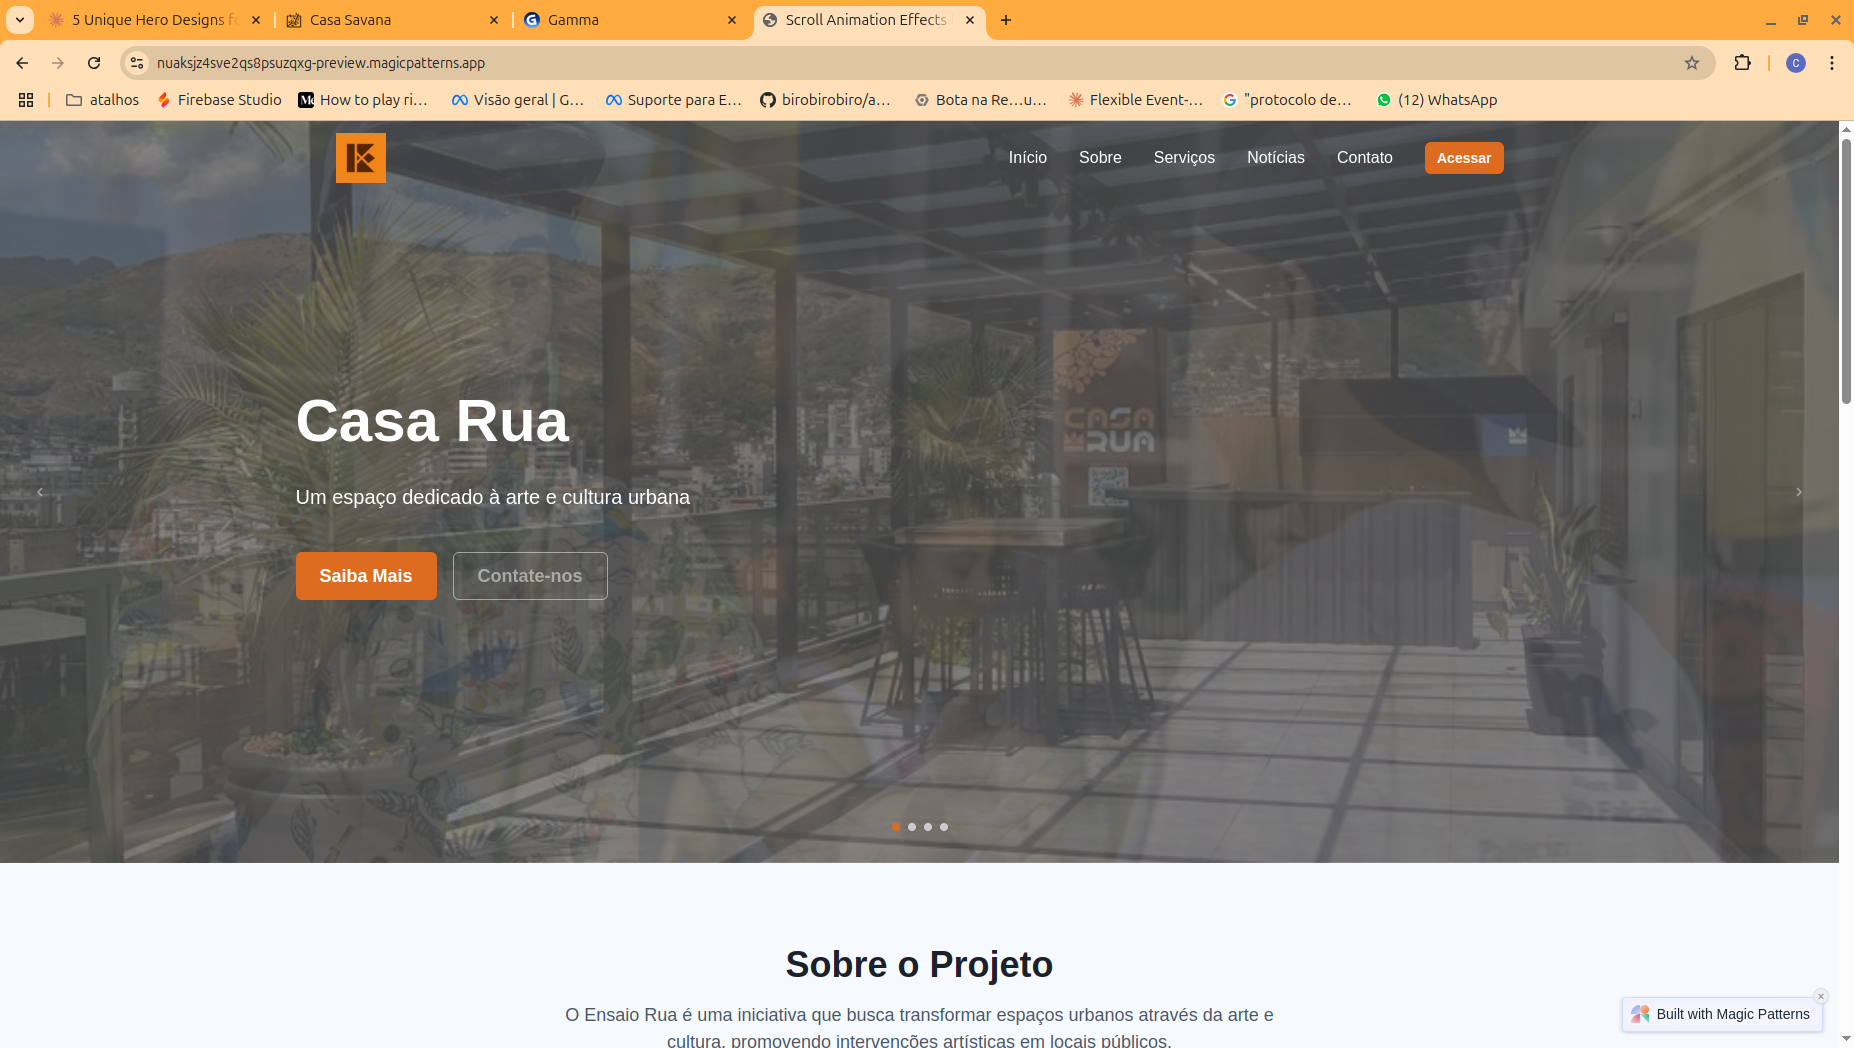 5 Unique Hero Designs fo
Casa Savana
Gamma
Scroll Animation Effects
nuaksjz4sve2qs8psuzqxg-preview.magicpatterns.app
C
atalhos
Firebase Studio
How to play ri...
Visão geral | G...
Suporte para E...
birobirobiro/a...
Bota na Re...u...
Flexible Event-...
"protocolo de...
(12) WhatsApp
Início
Sobre
Serviços
Notícias
Contato
Acessar
CASA
RUA
Casa Rua
Um espaço dedicado à arte e cultura urbana
Saiba Mais
Contate-nos
Sobre o Projeto
O Ensaio Rua é uma iniciativa que busca transformar espaços urbanos através da arte e
cultura, promovendo intervenções artísticas em locais públicos.
Built with Magic Patterns